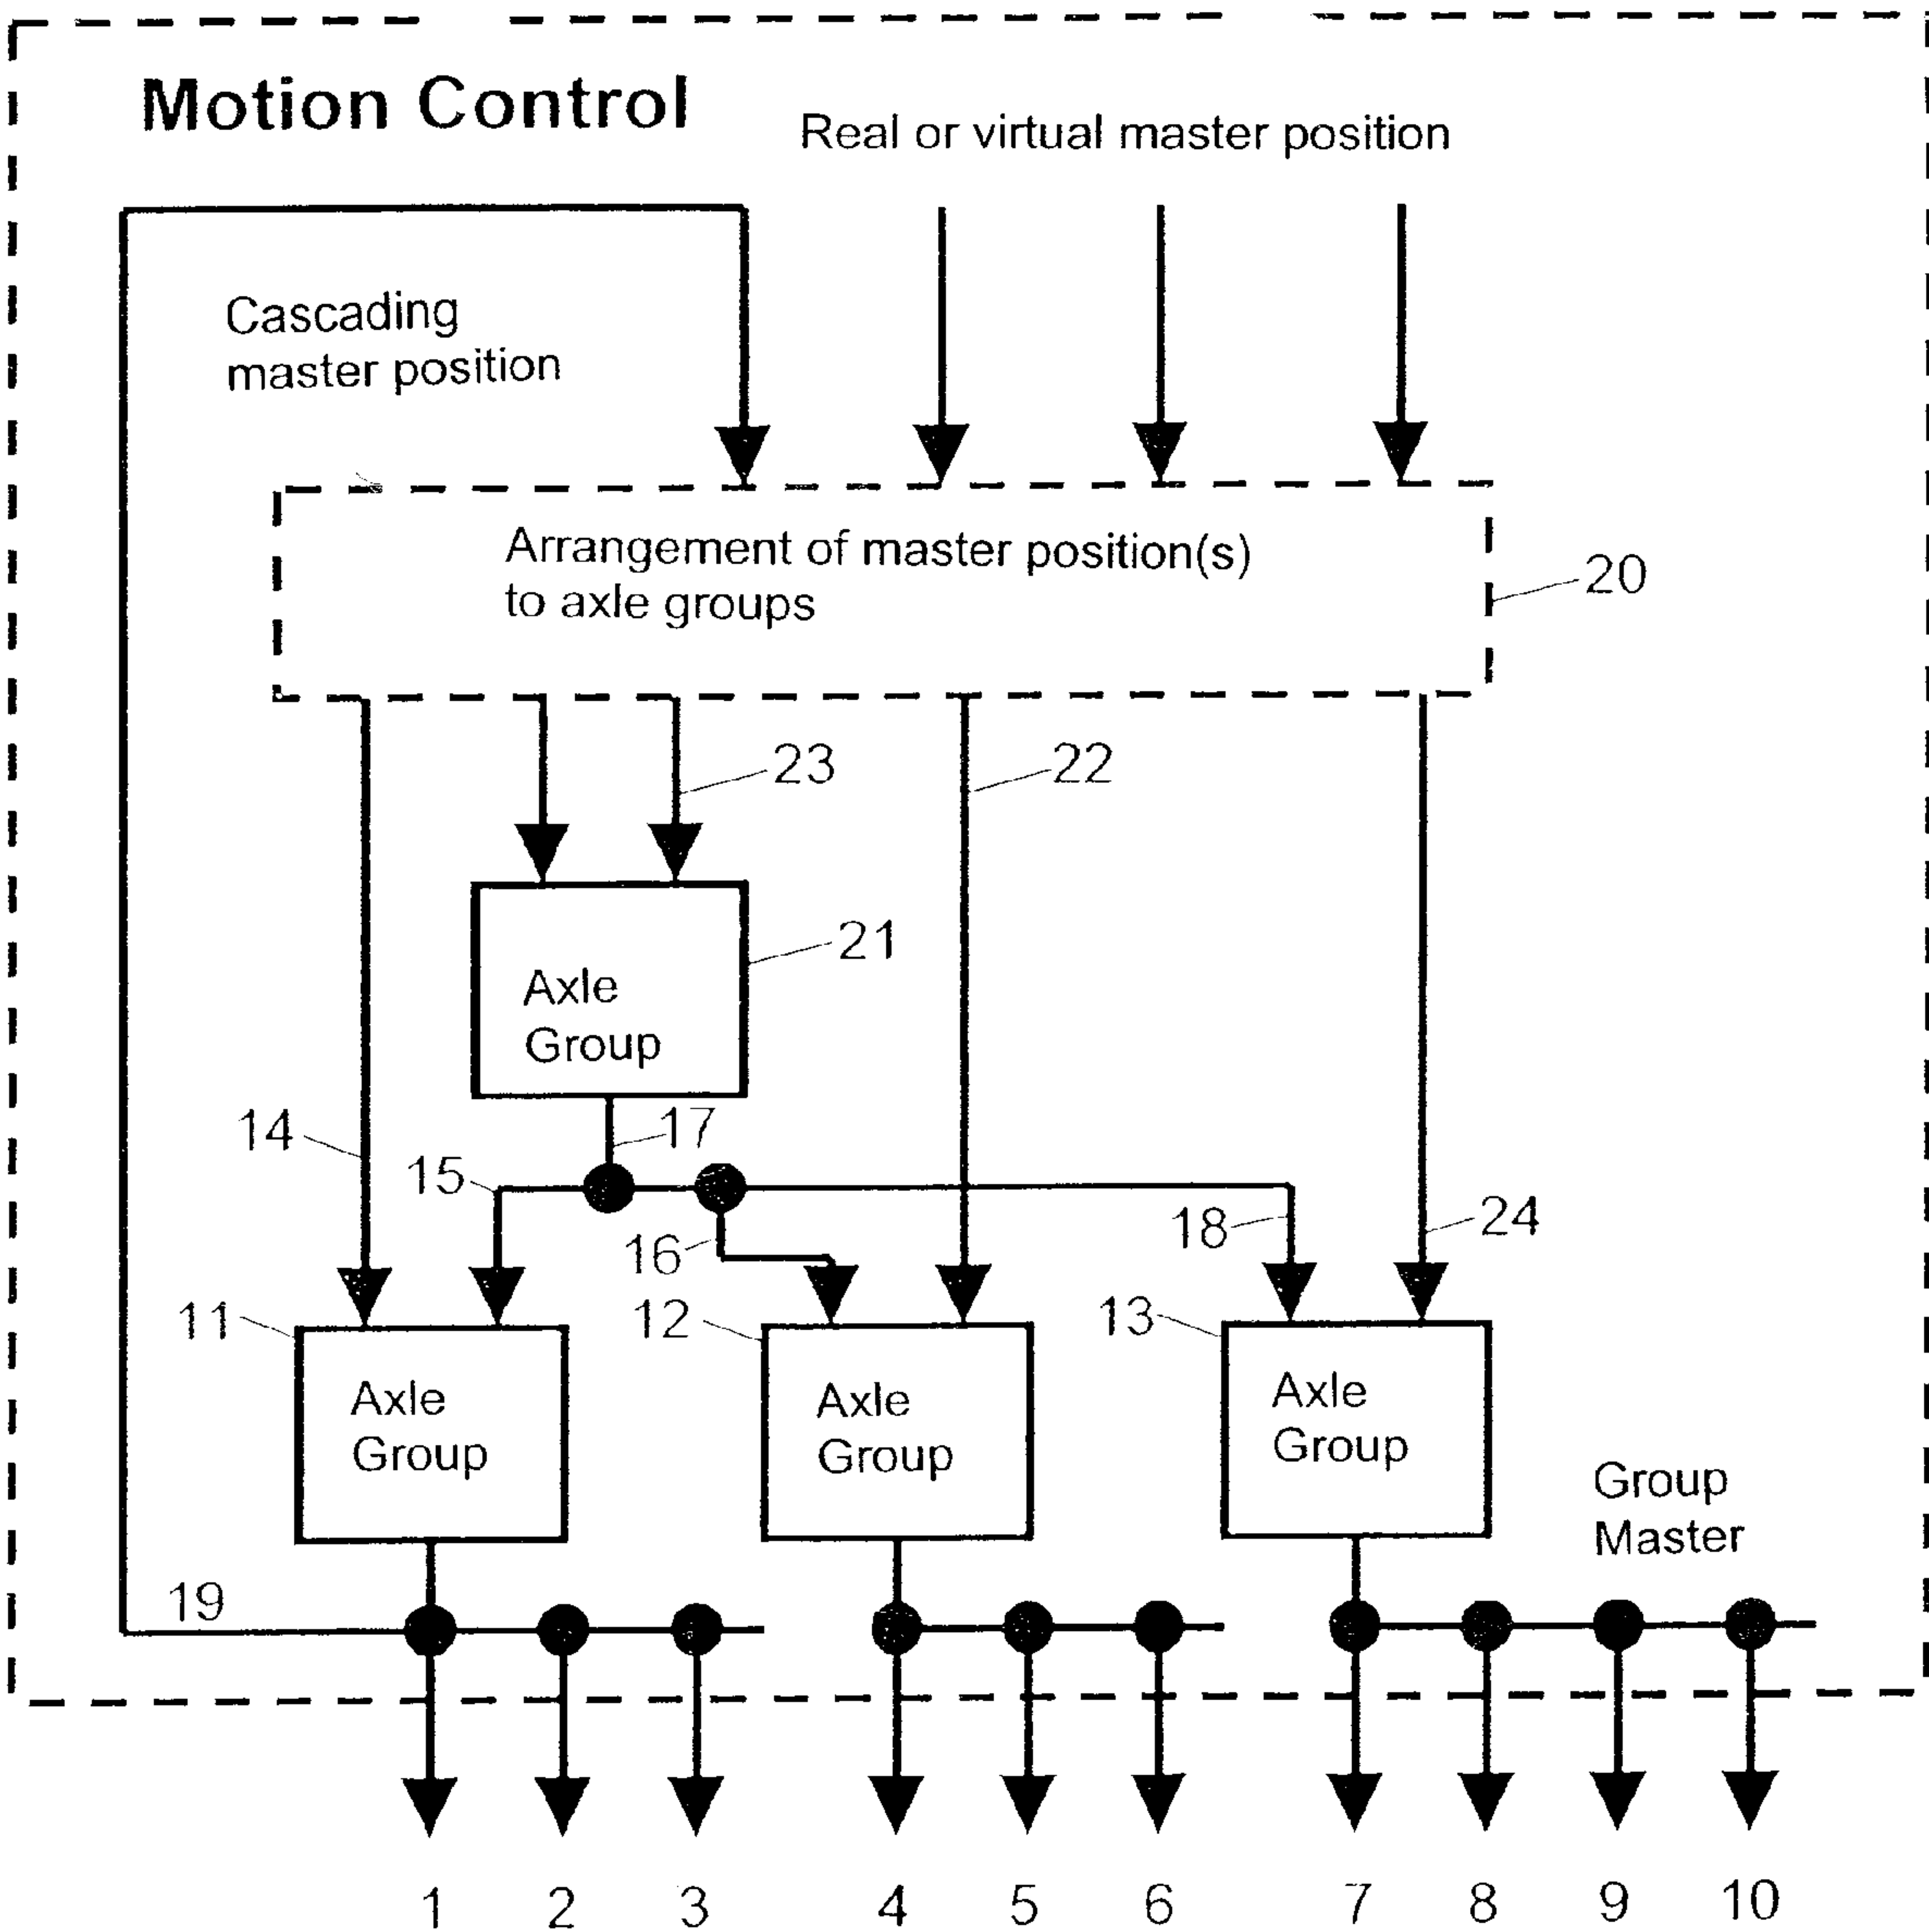 Motion Control
Real or virtual master position
Cascading
master position
Arrangement of master position(s)
to axle groups
20
23
22
21
Axle
Group
14
17
15
16
18
24
11
12
13
Axle
Group
Axle
Group
Axle
Group
Group
Master
19
1 2 3 4 5 6 7 8 9 10